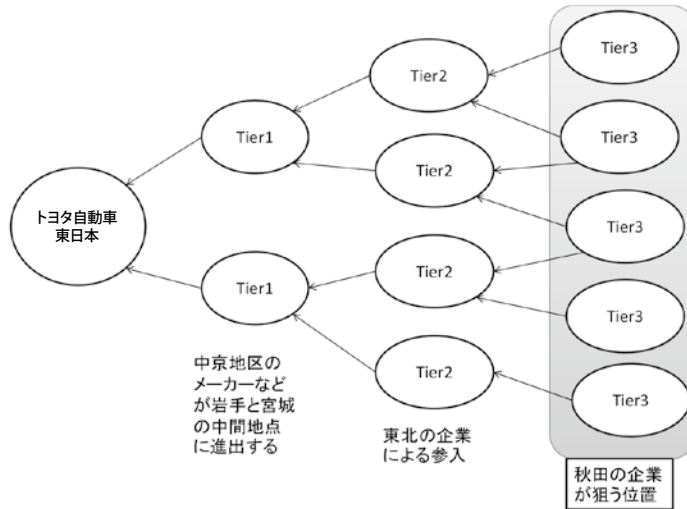 Tier3
Tier2
Tier1
Tier3
Tier2
トヨタ自動車
東日本
Tier3
Tier2
Tier1
Tier3
Tier2
Tier3
中京地区の
メーカーなど
が岩手と宮城
の中間地点
に進出する
東北の企業
による参入
秋田の企業
が狙う位置